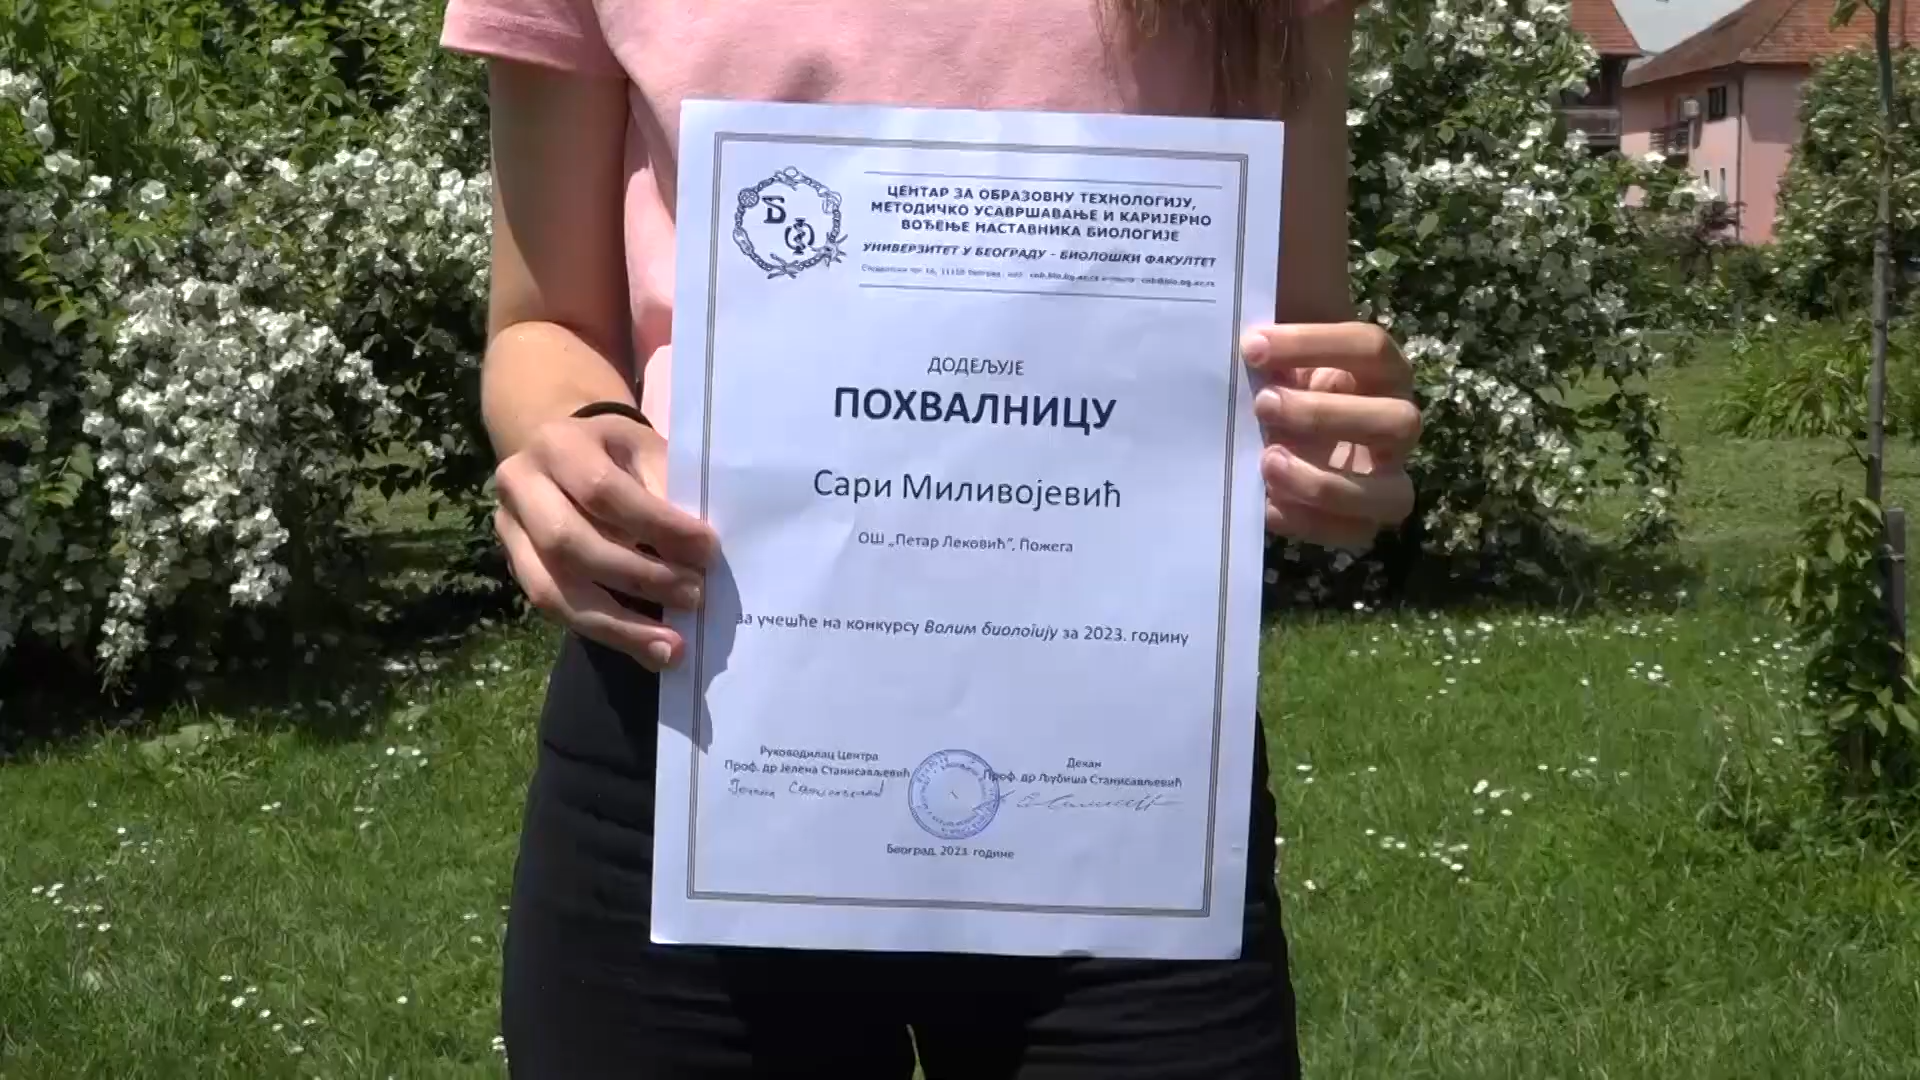 Б
Ф
ЦЕНТАР ЗА ОБРАЗОВНУ ТЕХНОЛОГИЈУ,
МЕТОДИЧКО УСАВРШАВАЊЕ И КАРИЈЕРНО
ВОЂЕЊЕ НАСТАВНИКА БИОЛОГИЈЕ
УНИВЕРЗИТЕТ У БЕОГРАДУ - БИОЛОШКИ ФАКУЛТЕТ
ДОДЕЉУЈЕ
ПОХВАЛНИЦУ
Сари Миливојевић
ОШ „Петар Лековић”, Пожега
за учешће на конкурсу Волим биологију за 2023. годину
Руководилац Центра
Проф. др Јелена Станисављевић
Декан
Проф. др Љубиша Станисављевић
Београд, 2023. године